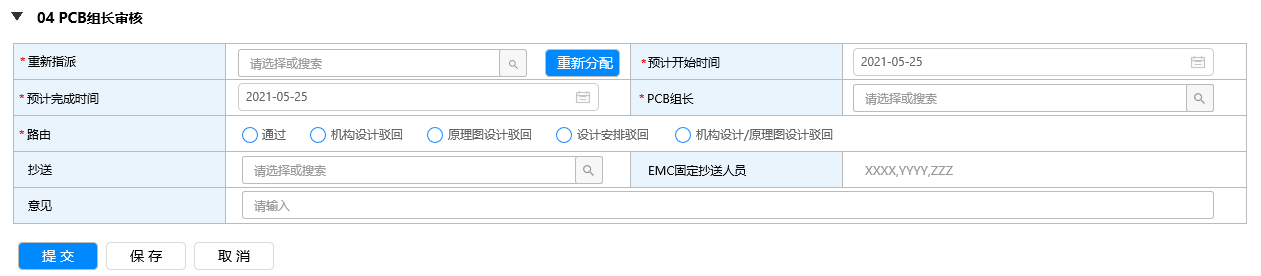 04 PCB组长审核
*重新指派 请选择或搜索 重新分配 *预计开始时间 2021-05-25
*预计完成时间 2021-05-25 *PCB组长 请选择或搜索
*路由 通过 机构设计驳回 原理图设计驳回 设计安排驳回 机构设计/原理图设计驳回
抄送 请选择或搜索 EMC固定抄送人员 XXXX,YYYY,ZZZ
意见 请输入
提交 保存 取消